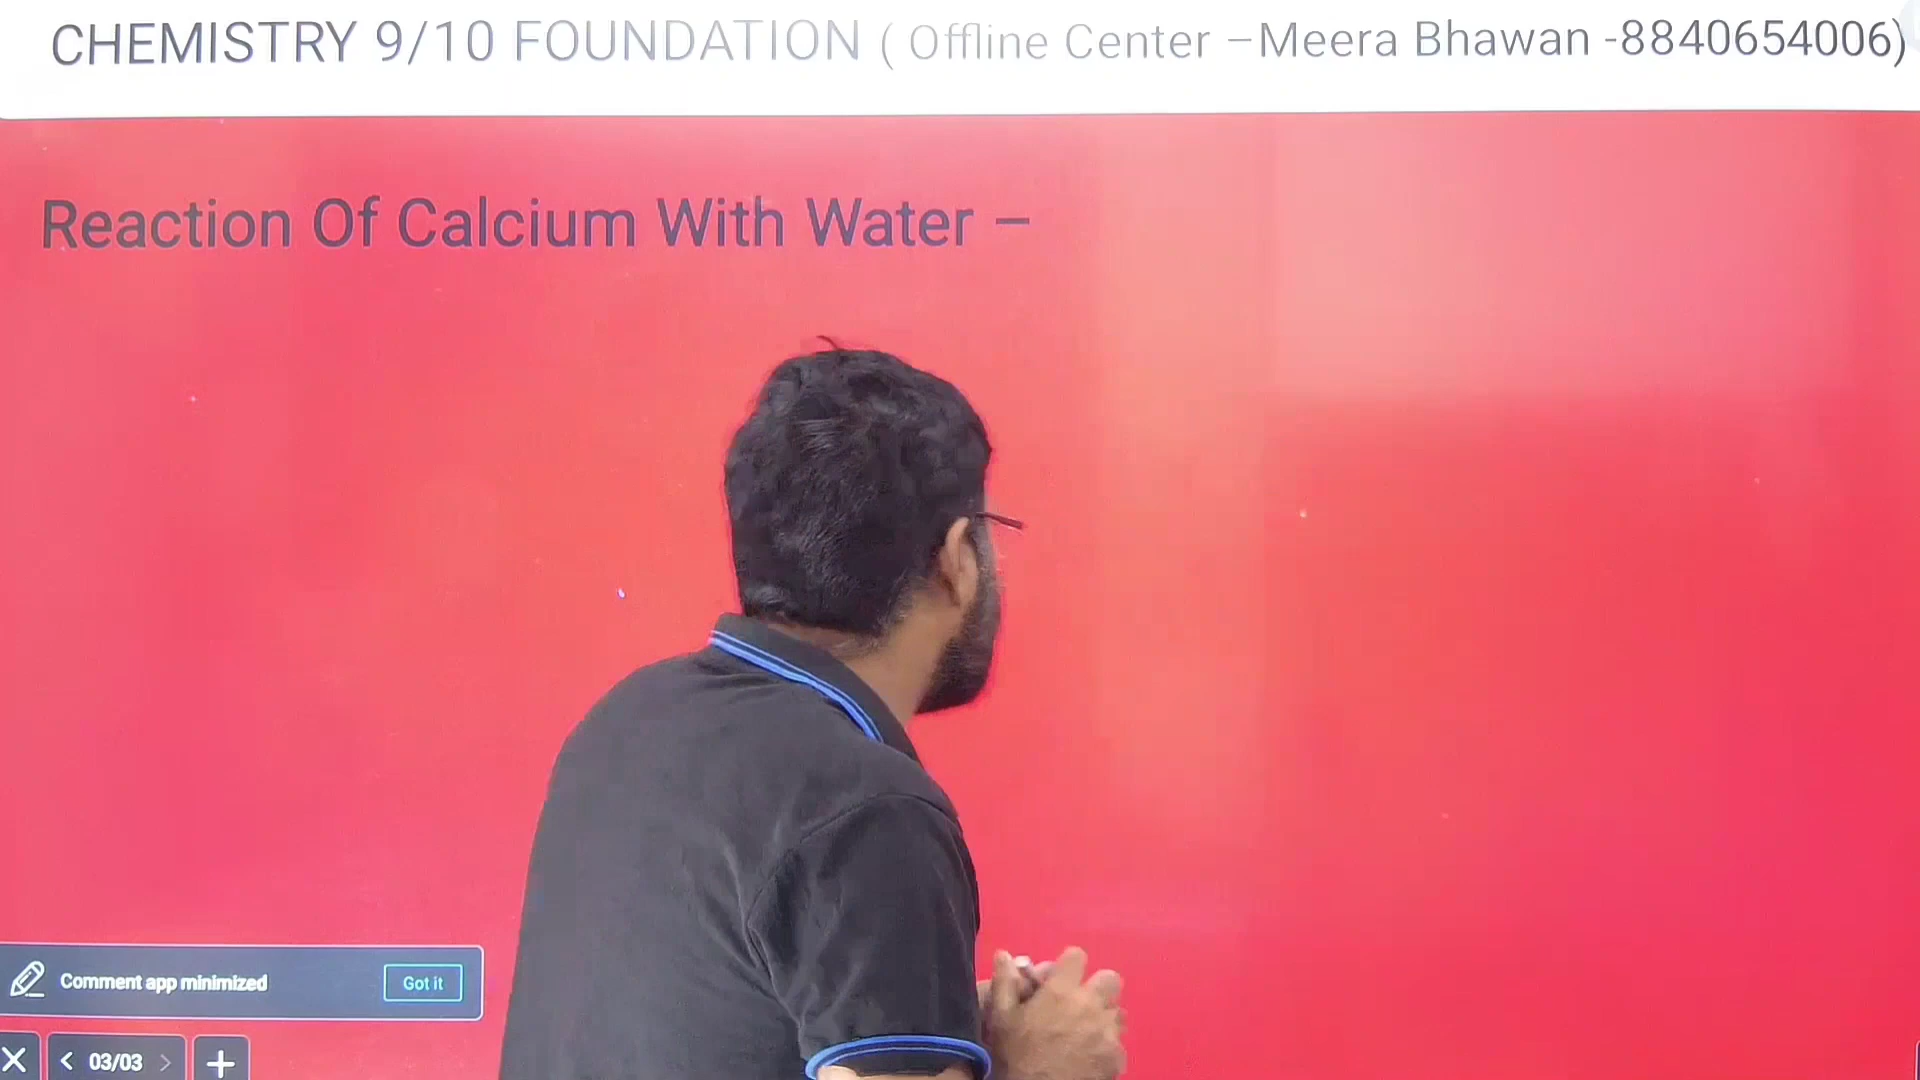 CHEMISTRY 9/10 FOUNDATION ( Offline Center –Meera Bhawan -8840654006)
Reaction Of Calcium With Water –
Comment app minimized
Got it
03/03